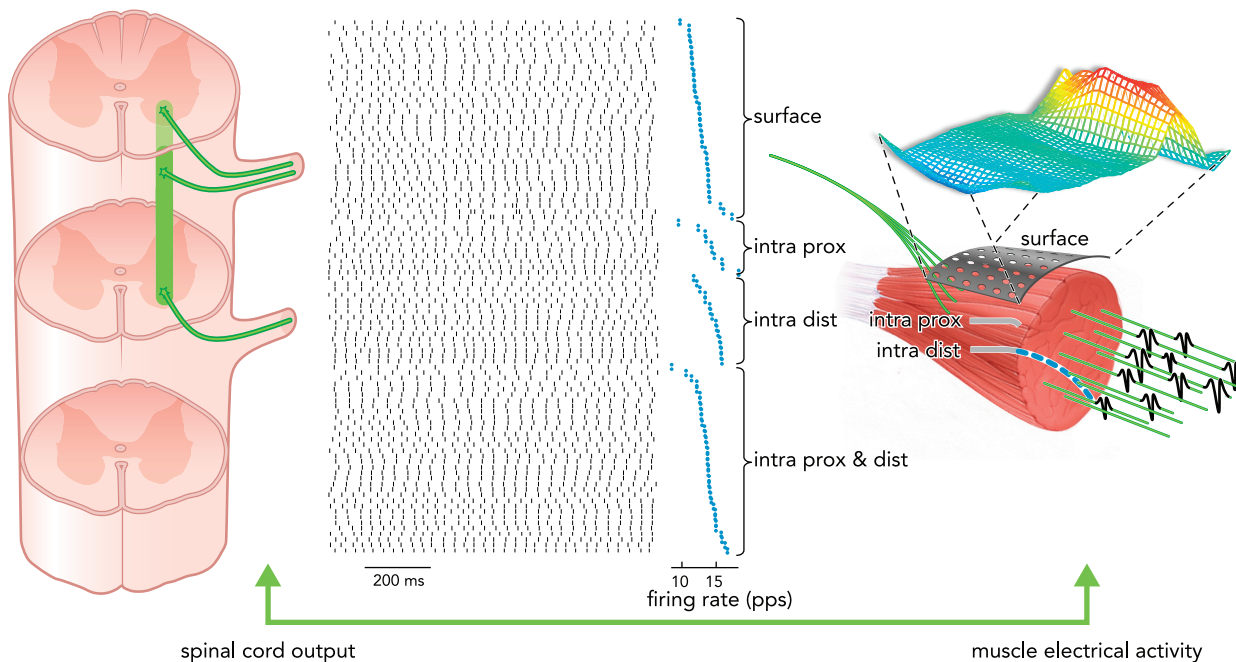 surface
intra prox
intra dist
intra prox & dist
200 ms
10 15
firing rate (pps)
surface
intra prox
intra dist
spinal cord output
muscle electrical activity